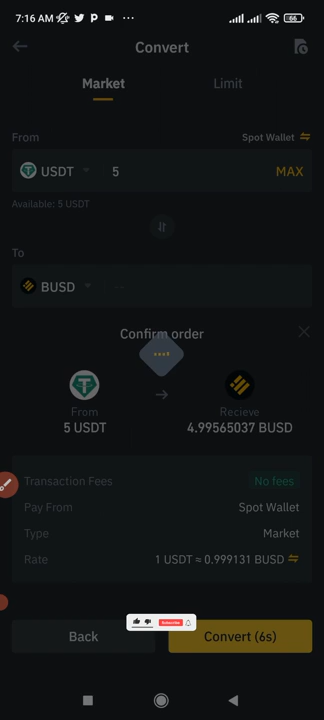 7:16 AM
66
Convert
Market
Limit
From
Spot Wallet
USDT
5
MAX
Available: 5 USDT
To
BUSD
--
Confirm order
From
Recieve
5 USDT
4.99565037 BUSD
Transaction Fees
No fees
Pay From
Spot Wallet
Type
Market
Rate
1 USDT ≈ 0.999131 BUSD
Subscribe
Back
Convert (6s)